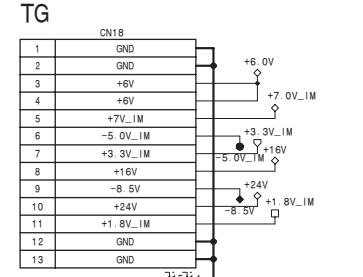 TG
CN18
1 GND
2 GND
3 +6V
4 +6V
5 +7V_IM
6 -5.0V_IM
7 +3.3V_IM
8 +16V
9 -8.5V
10 +24V
11 +1.8V_IM
12 GND
13 GND
+6.0V
+7.0V_IM
+3.3V_IM
-5.0V_IM
+16V
+24V
-8.5V
+1.8V_IM